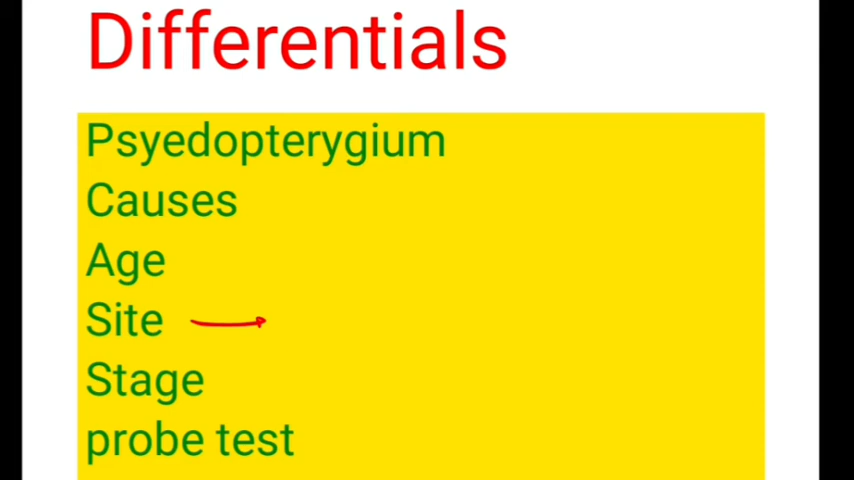 Differentials
Psyedopterygium
Causes
Age
Site
Stage
probe test